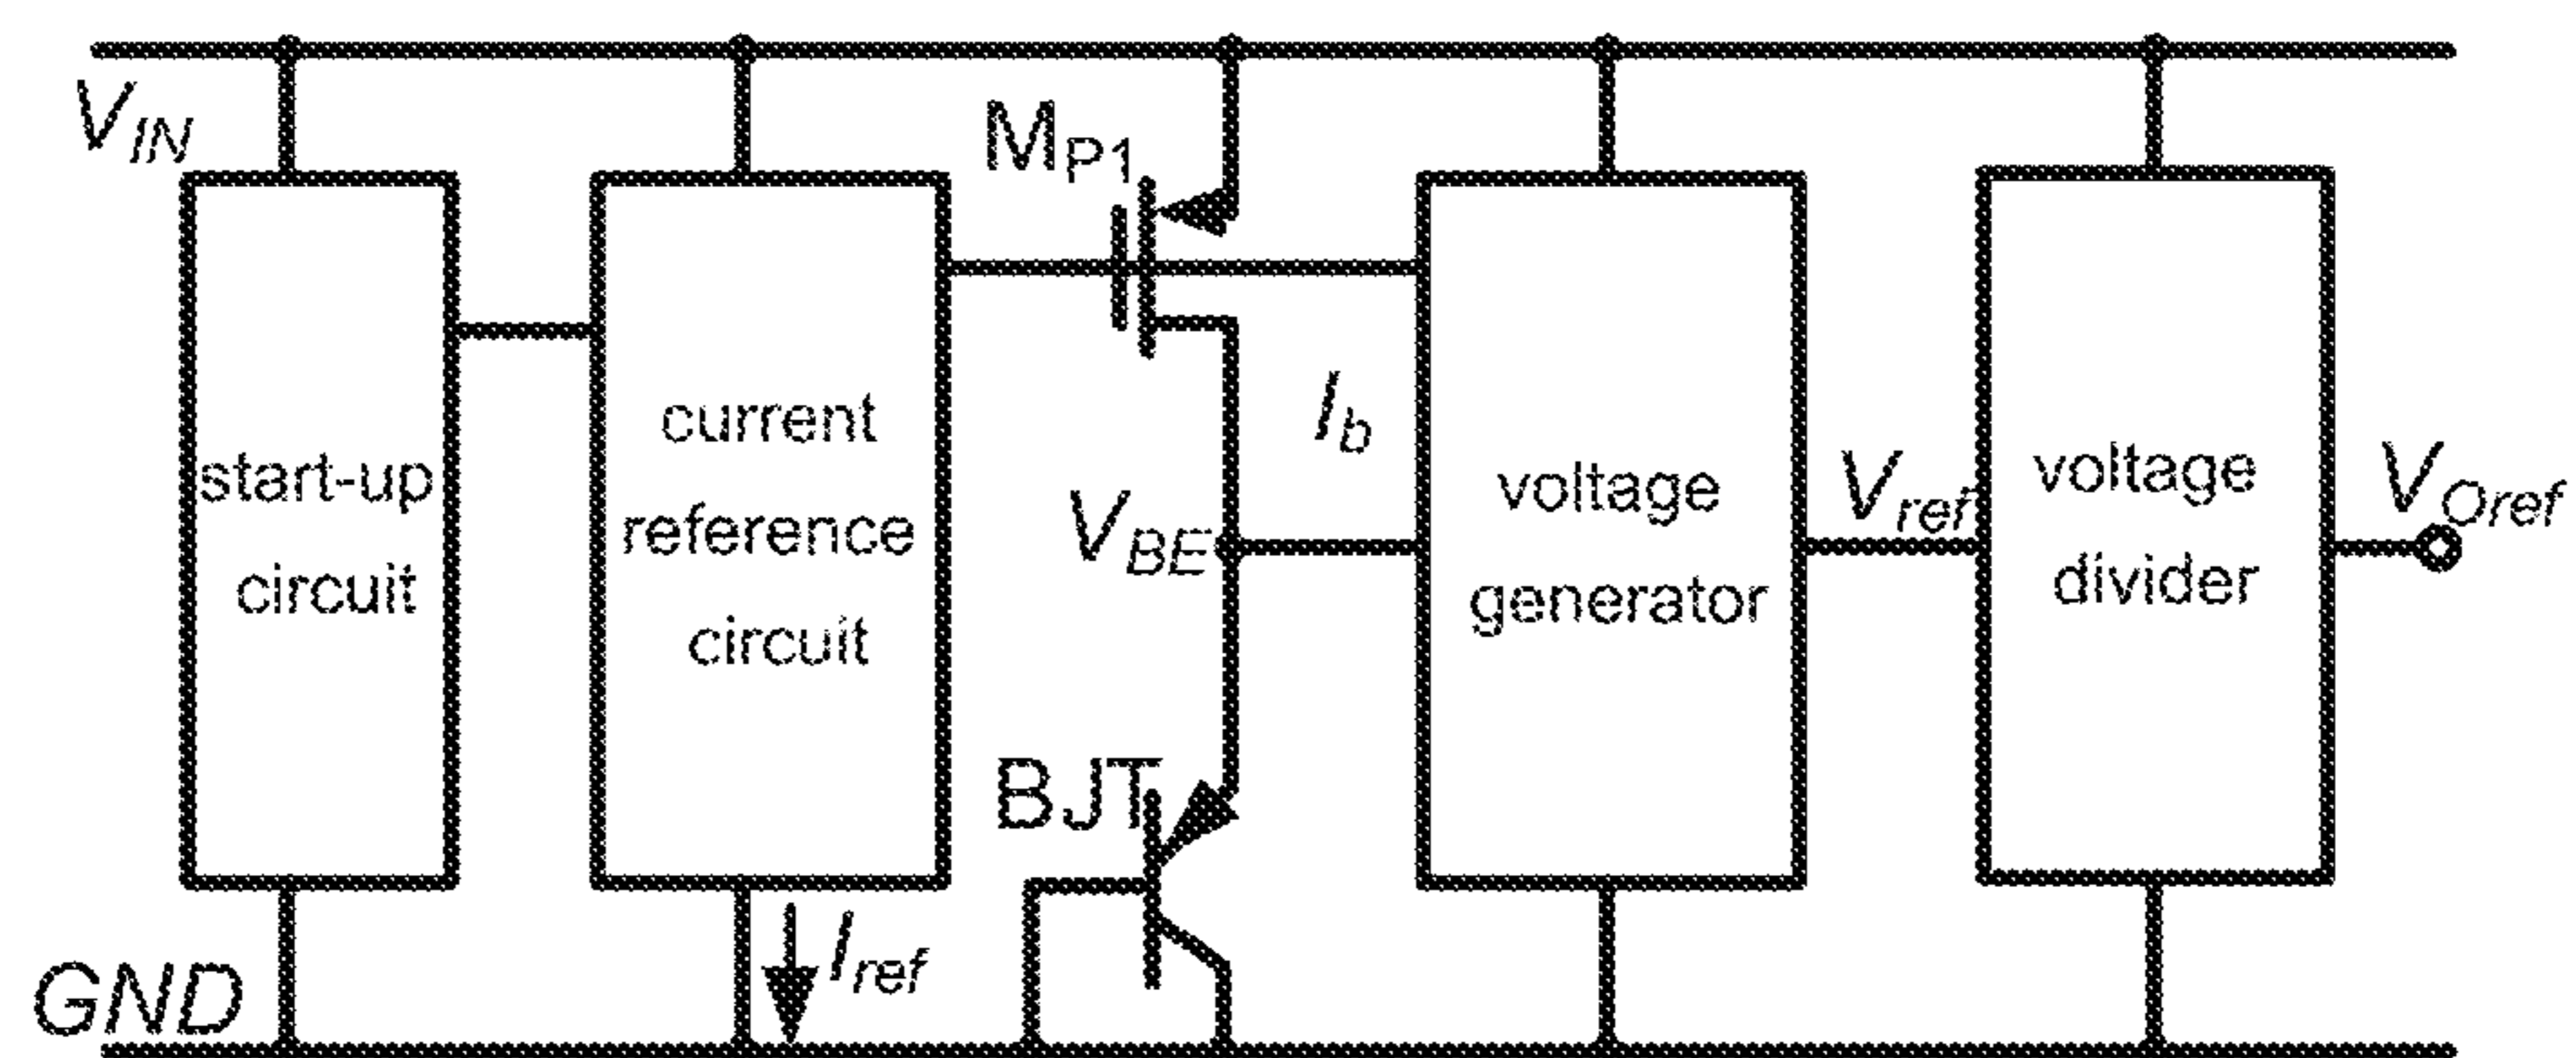 V_IN
M_P1
start-up
circuit
current
reference
circuit
I_b
V_BE
voltage
generator
V_ref
voltage
divider
V_Oref
BJT
I_ref
GND